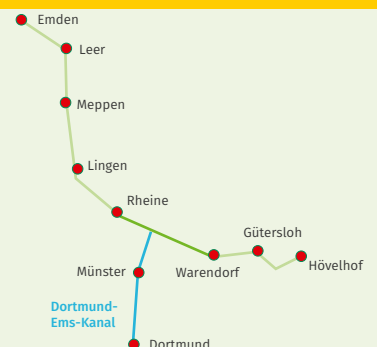 Emden
Leer
Meppen
Lingen
Rheine
Gütersloh
Münster
Warendorf
Hövelhof
Dortmund-
Ems-Kanal
Dortmund